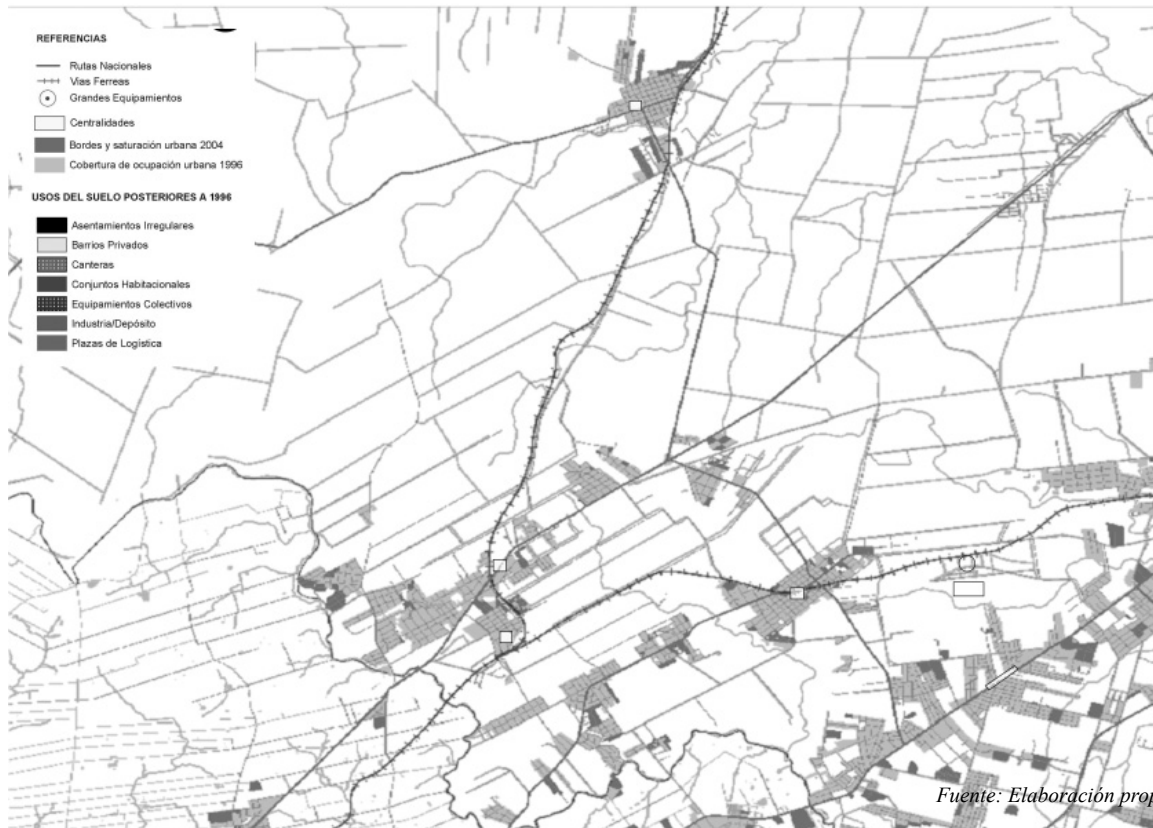 REFERENCIAS
Rutas Nacionales
Vias Ferreas
Grandes Equipamientos
Centralidades
Bordes y saturación urbana 2004
Cobertura de ocupación urbana 1996
USOS DEL SUELO POSTERIORES A 1996
Asentamientos Irregulares
Barrios Privados
Canteras
Conjuntos Habitacionales
Equipamientos Colectivos
Industria/Depósito
Plazas de Logística
Fuente: Elaboración prop